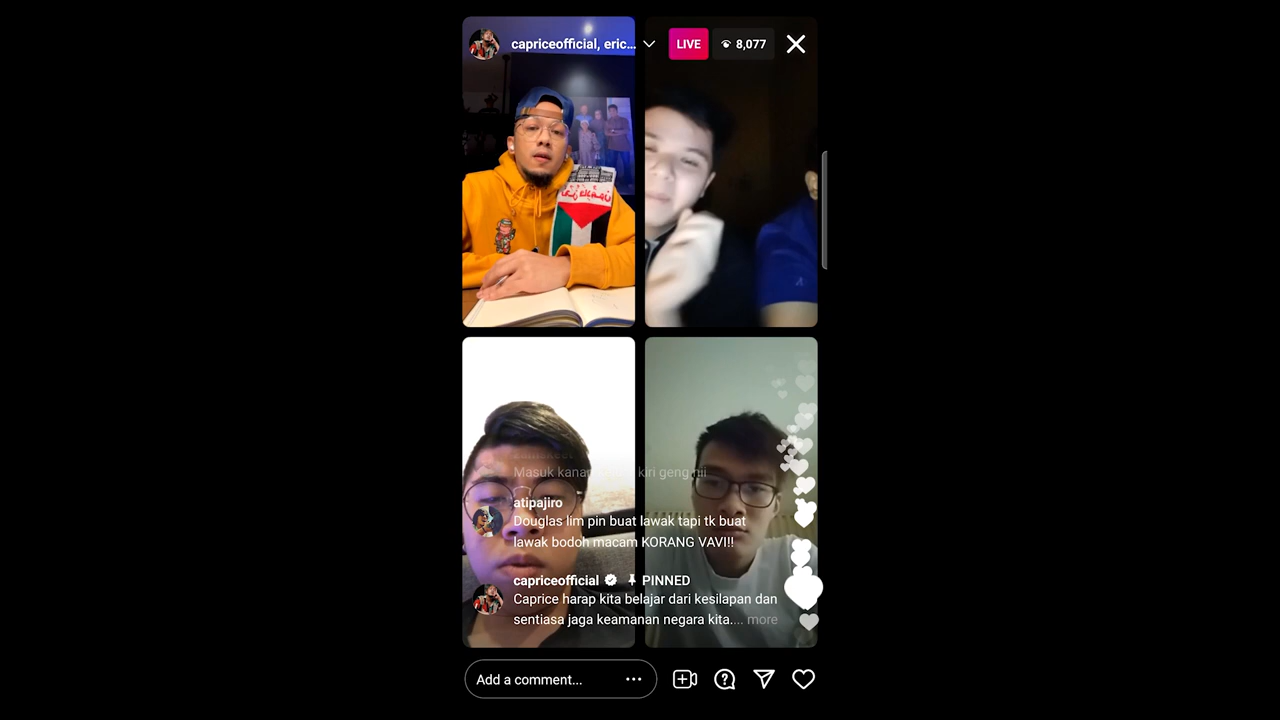 capriceofficial, eric...
LIVE
8,077
Masuk kana
kiri geng nii
atipajiro
Douglas lim pin buat lawak tapi tk buat
lawak bodoh macam KORANG VAVI!!
capriceofficial PINNED
Caprice harap kita belajar dari kesilapan dan
sentiasa jaga keamanan negara kita.... more
Add a comment...